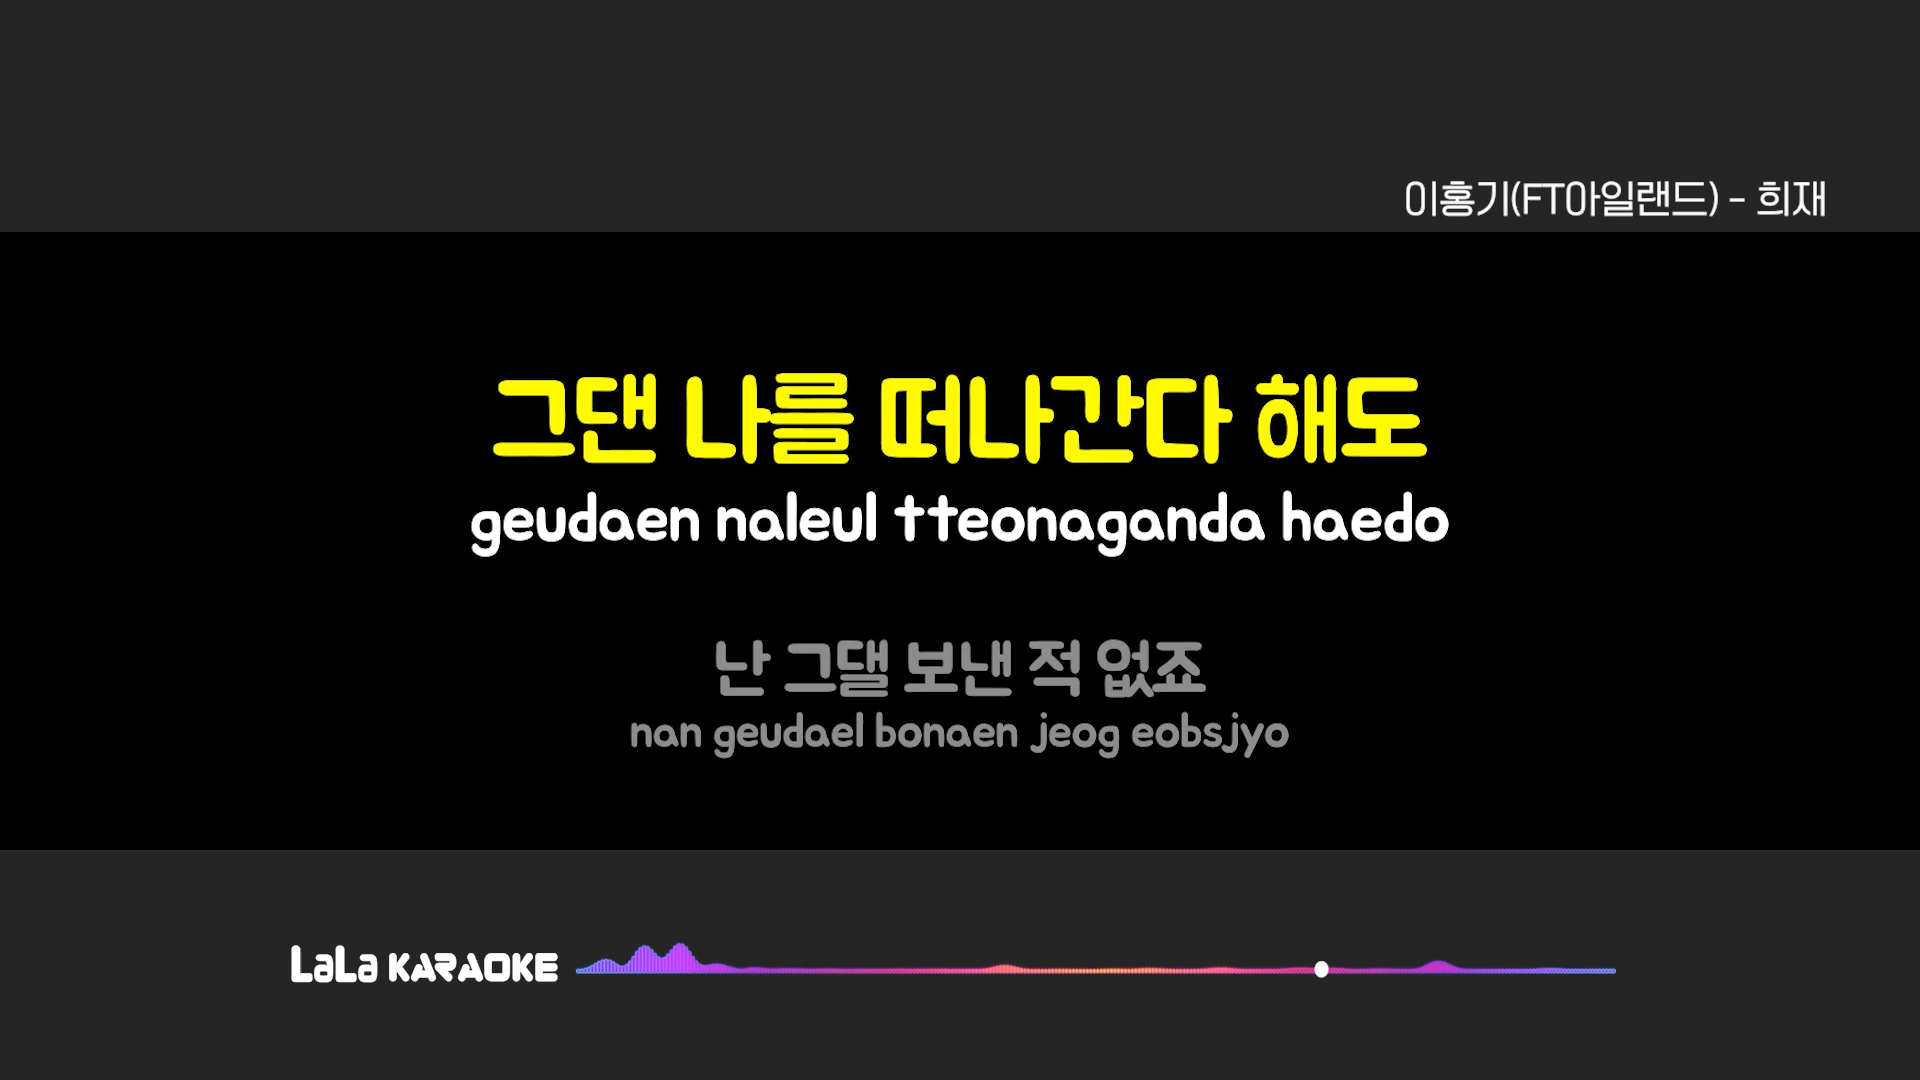 이홍기(FT아일랜드) - 희재
그댄 나를 떠나간다 해도
geudaen naleul tteonaganda haedo
난 그댈 보낸 적 없죠
nan geudael bonaen jeog eobsjyo
LaLa KARAOKE